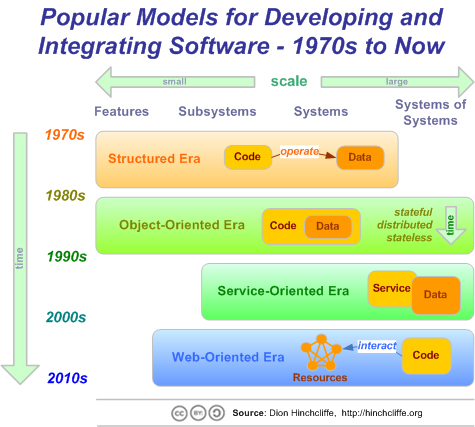 Popular Models for Developing and
Integrating Software - 1970s to Now
small scale large
Features Subsystems Systems Systems of
Systems
1970s
Structured Era Code operate Data
1980s
Object-Oriented Era Code Data stateful
distributed
stateless
time
1990s
time
Service-Oriented Era Service Data
2000s
Web-Oriented Era interact Code
Resources
2010s
cc BY: Source: Dion Hinchcliffe, http://hinchcliffe.org